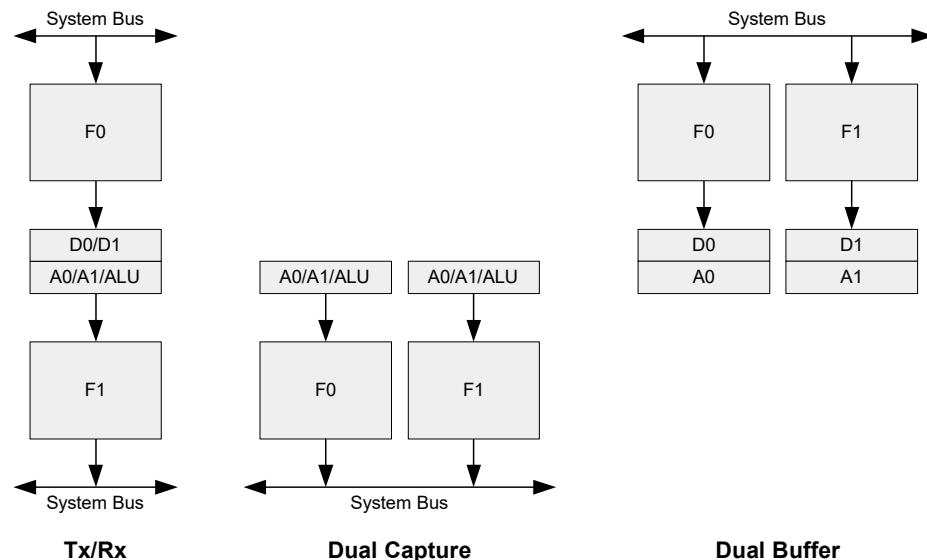 System Bus
F0
D0/D1
A0/A1/ALU
F1
System Bus
Tx/Rx
A0/A1/ALU
A0/A1/ALU
F0
F1
System Bus
Dual Capture
System Bus
F0
F1
D0
D1
A0
A1
Dual Buffer